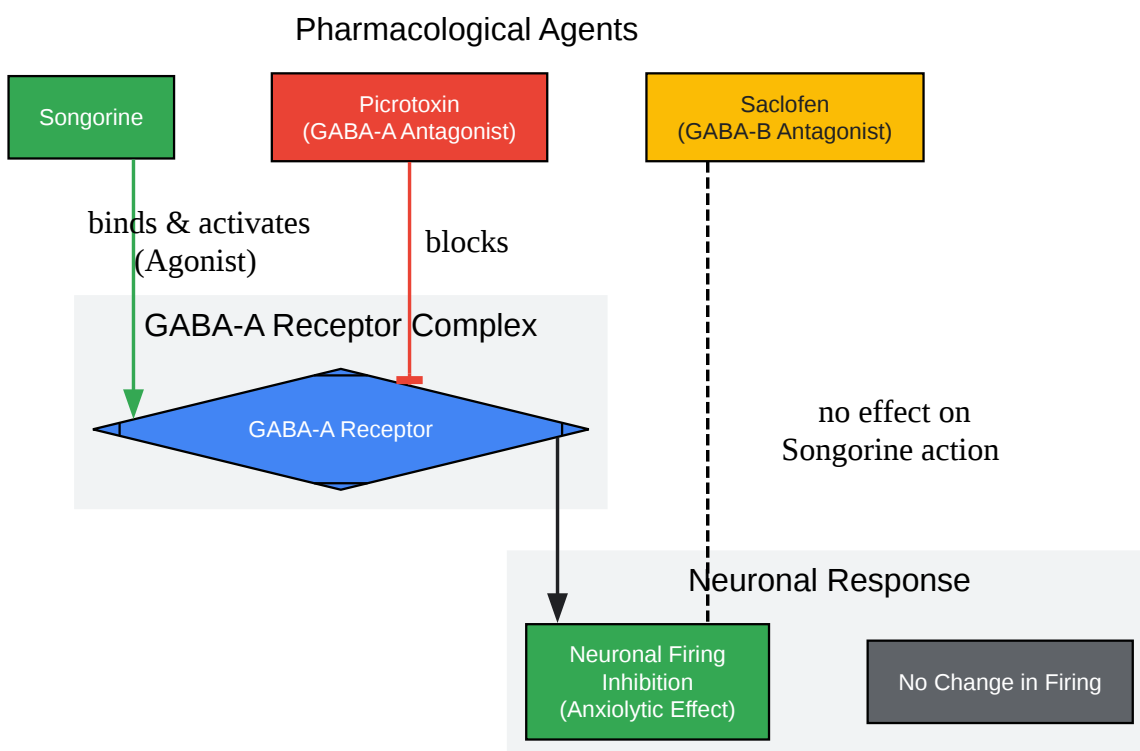 Pharmacological Agents
Songorine
Picrotoxin
(GABA-A Antagonist)
Saclofen
(GABA-B Antagonist)
binds & activates
(Agonist)
blocks
GABA-A Receptor Complex
GABA-A Receptor
no effect on
Songorine action
Neuronal Response
Neuronal Firing
Inhibition
(Anxiolytic Effect)
No Change in Firing